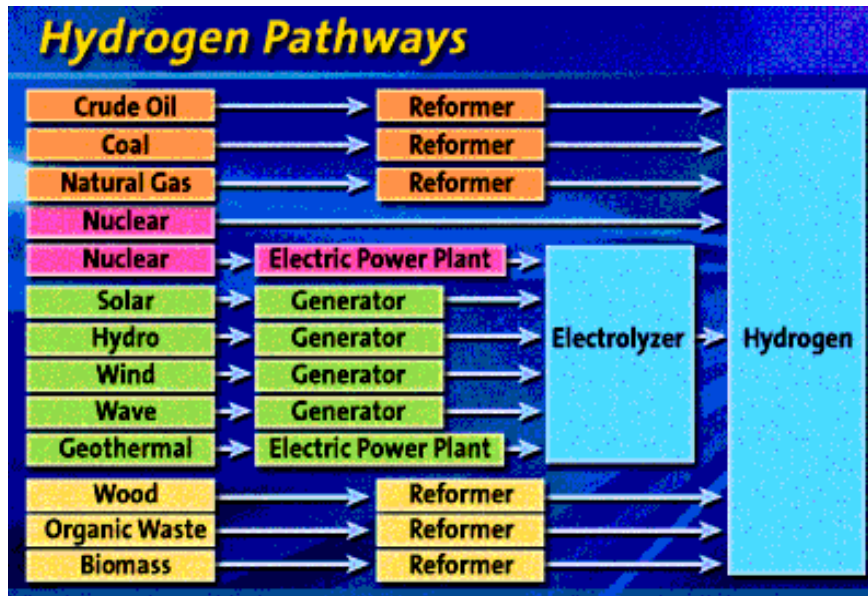 Hydrogen Pathways
Crude Oil Reformer
Coal Reformer
Natural Gas Reformer
Nuclear
Nuclear Electric Power Plant
Solar Generator
Hydro Generator Electrolyzer Hydrogen
Wind Generator
Wave Generator
Geothermal Electric Power Plant
Wood Reformer
Organic Waste Reformer
Biomass Reformer